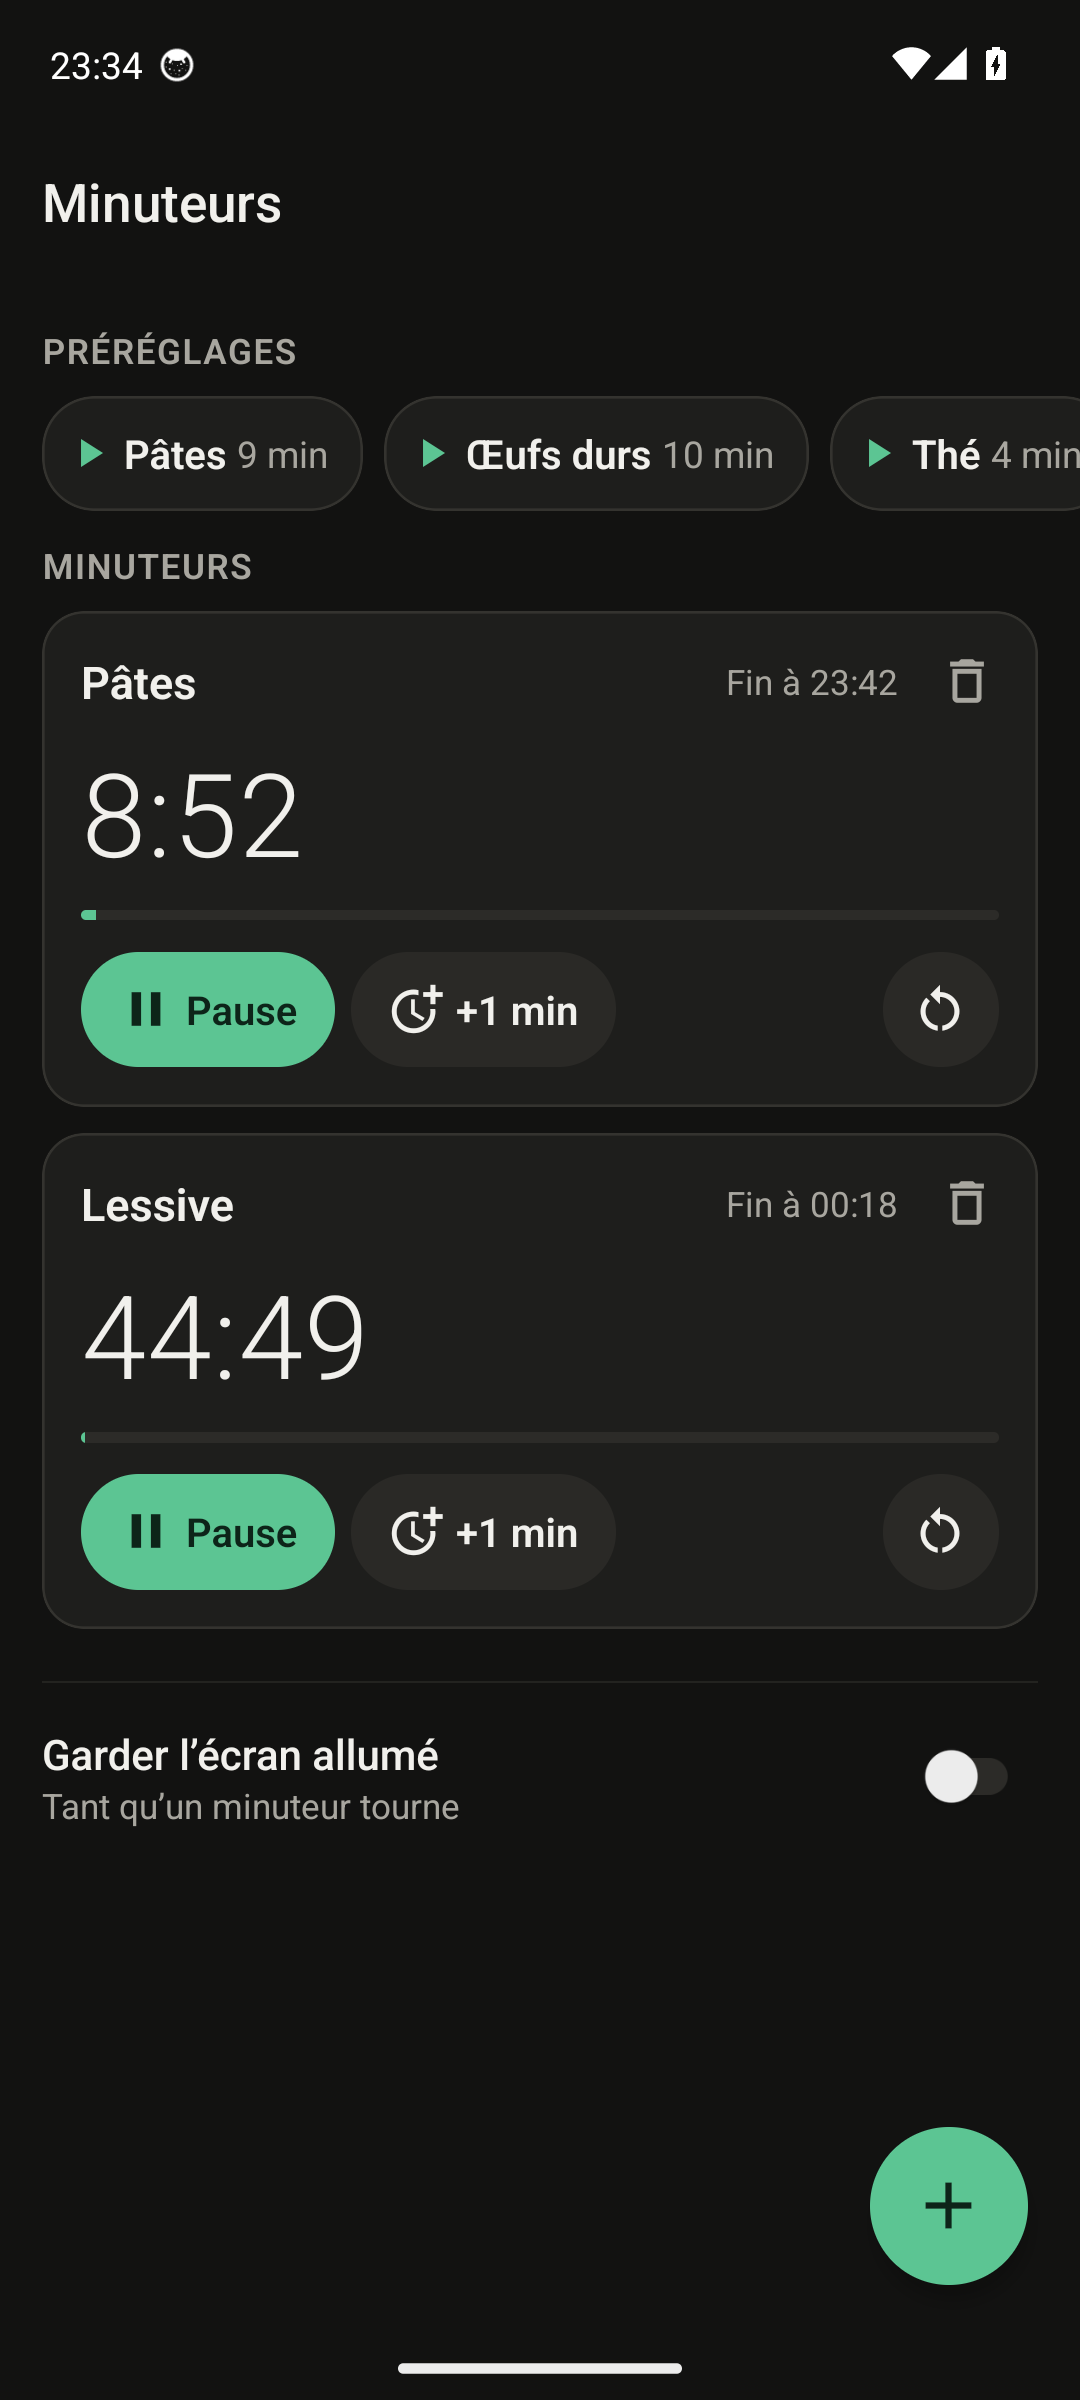 23:34
Minuteurs
PRÉRÉGLAGES
Pâtes 9 min
Œufs durs 10 min
Thé 4 min
MINUTEURS
Pâtes
Fin à 23:42
8:52
Pause
+1 min
Lessive
Fin à 00:18
44:49
Pause
+1 min
Garder l’écran allumé
Tant qu’un minuteur tourne